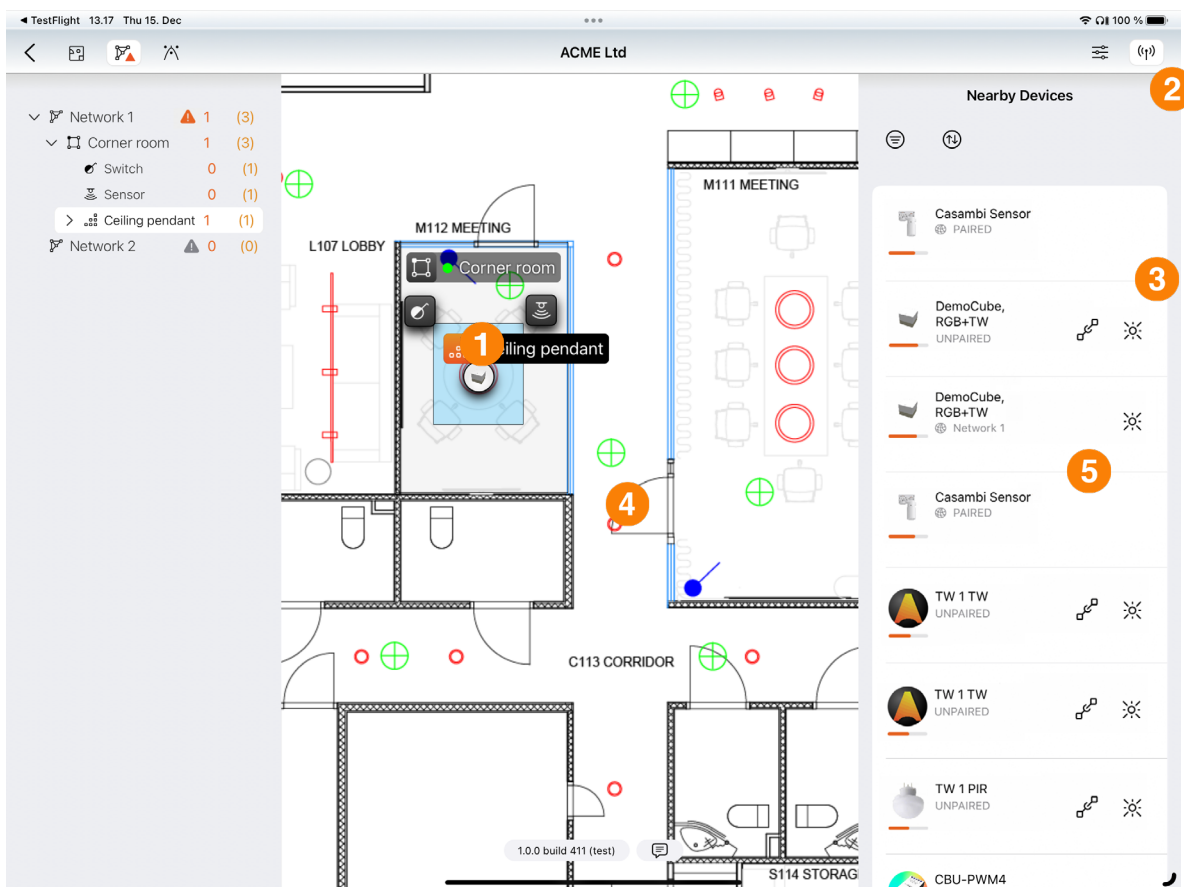 ◀ TestFlight 13.17 Thu 15. Dec
100 %
ACME Ltd
Network 1 1 (3)
Corner room 1 (3)
Switch 0 (1)
Sensor 0 (1)
Ceiling pendant 1 (1)
Network 2 0 (0)
M111 MEETING
M112 MEETING
L107 LOBBY
Corner room
1
eiling pendant
4
C113 CORRIDOR
S114 STORAG
1.0.0 build 411 (test)
Nearby Devices
2
Casambi Sensor
PAIRED
3
DemoCube,
RGB+TW
UNPAIRED
DemoCube,
RGB+TW
Network 1
5
Casambi Sensor
PAIRED
TW 1 TW
UNPAIRED
TW 1 TW
UNPAIRED
TW 1 PIR
UNPAIRED
CBU-PWM4